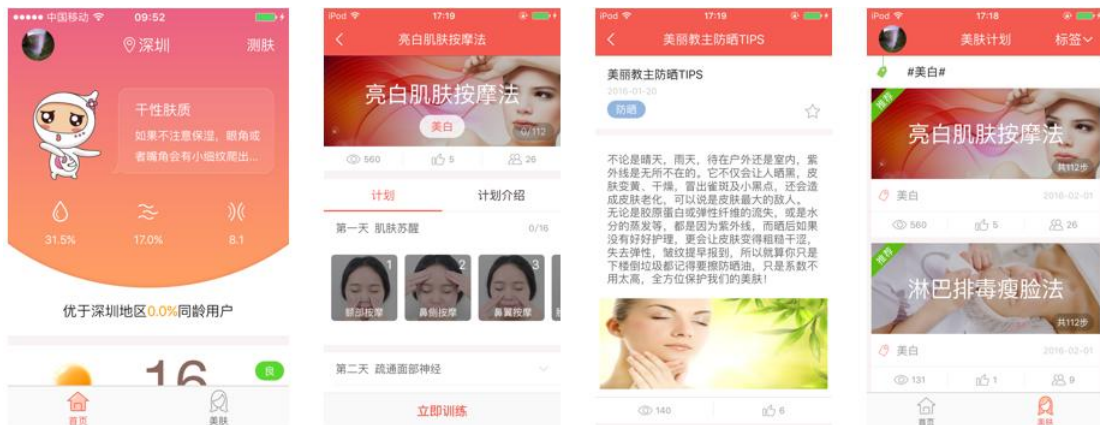 中国移动 09:52
深圳 测肤
干性肤质
如果不注意保湿，眼角或
者嘴角会有小细纹爬出...
31.5% 17.0% 8.1
优于深圳地区0.0%同龄用户
16 良
首页 美肤
iPod 17:19
亮白肌肤按摩法
亮白肌肤按摩法
美白
0/112
560 5 26
计划 计划介绍
第一天 肌肤苏醒 0/16
1 2 3
额部按摩 鼻侧按摩 鼻翼按摩
第二天 疏通面部神经
立即训练
iPod 17:19
美丽教主防晒TIPS
美丽教主防晒TIPS
2016-01-20
防晒
不论是晴天，雨天，待在户外还是室内，紫
外线是无所不在的。它不仅会让人晒黑，皮
肤变黄、干燥，冒出雀斑及小黑点，还会造
成皮肤老化，可以说是皮肤最大的敌人。
无论是胶原蛋白或弹性纤维的流失，或是水
分的蒸发等，都是因为紫外线，而晒后如果
没有好好护理，更会让皮肤变得粗糙干涩，
失去弹性，皱纹提早报到，所以就算你只是
下楼倒垃圾都记得要擦防晒油，只是系数不
用太高，全方位保护我们的美肤！
140 6
iPod 17:18
美肤计划 标签
#美白#
推荐
亮白肌肤按摩法
共112步
美白 2016-02-01
560 5 26
推荐
淋巴排毒瘦脸法
共112步
美白 2016-02-01
131 1 9
首页 美肤